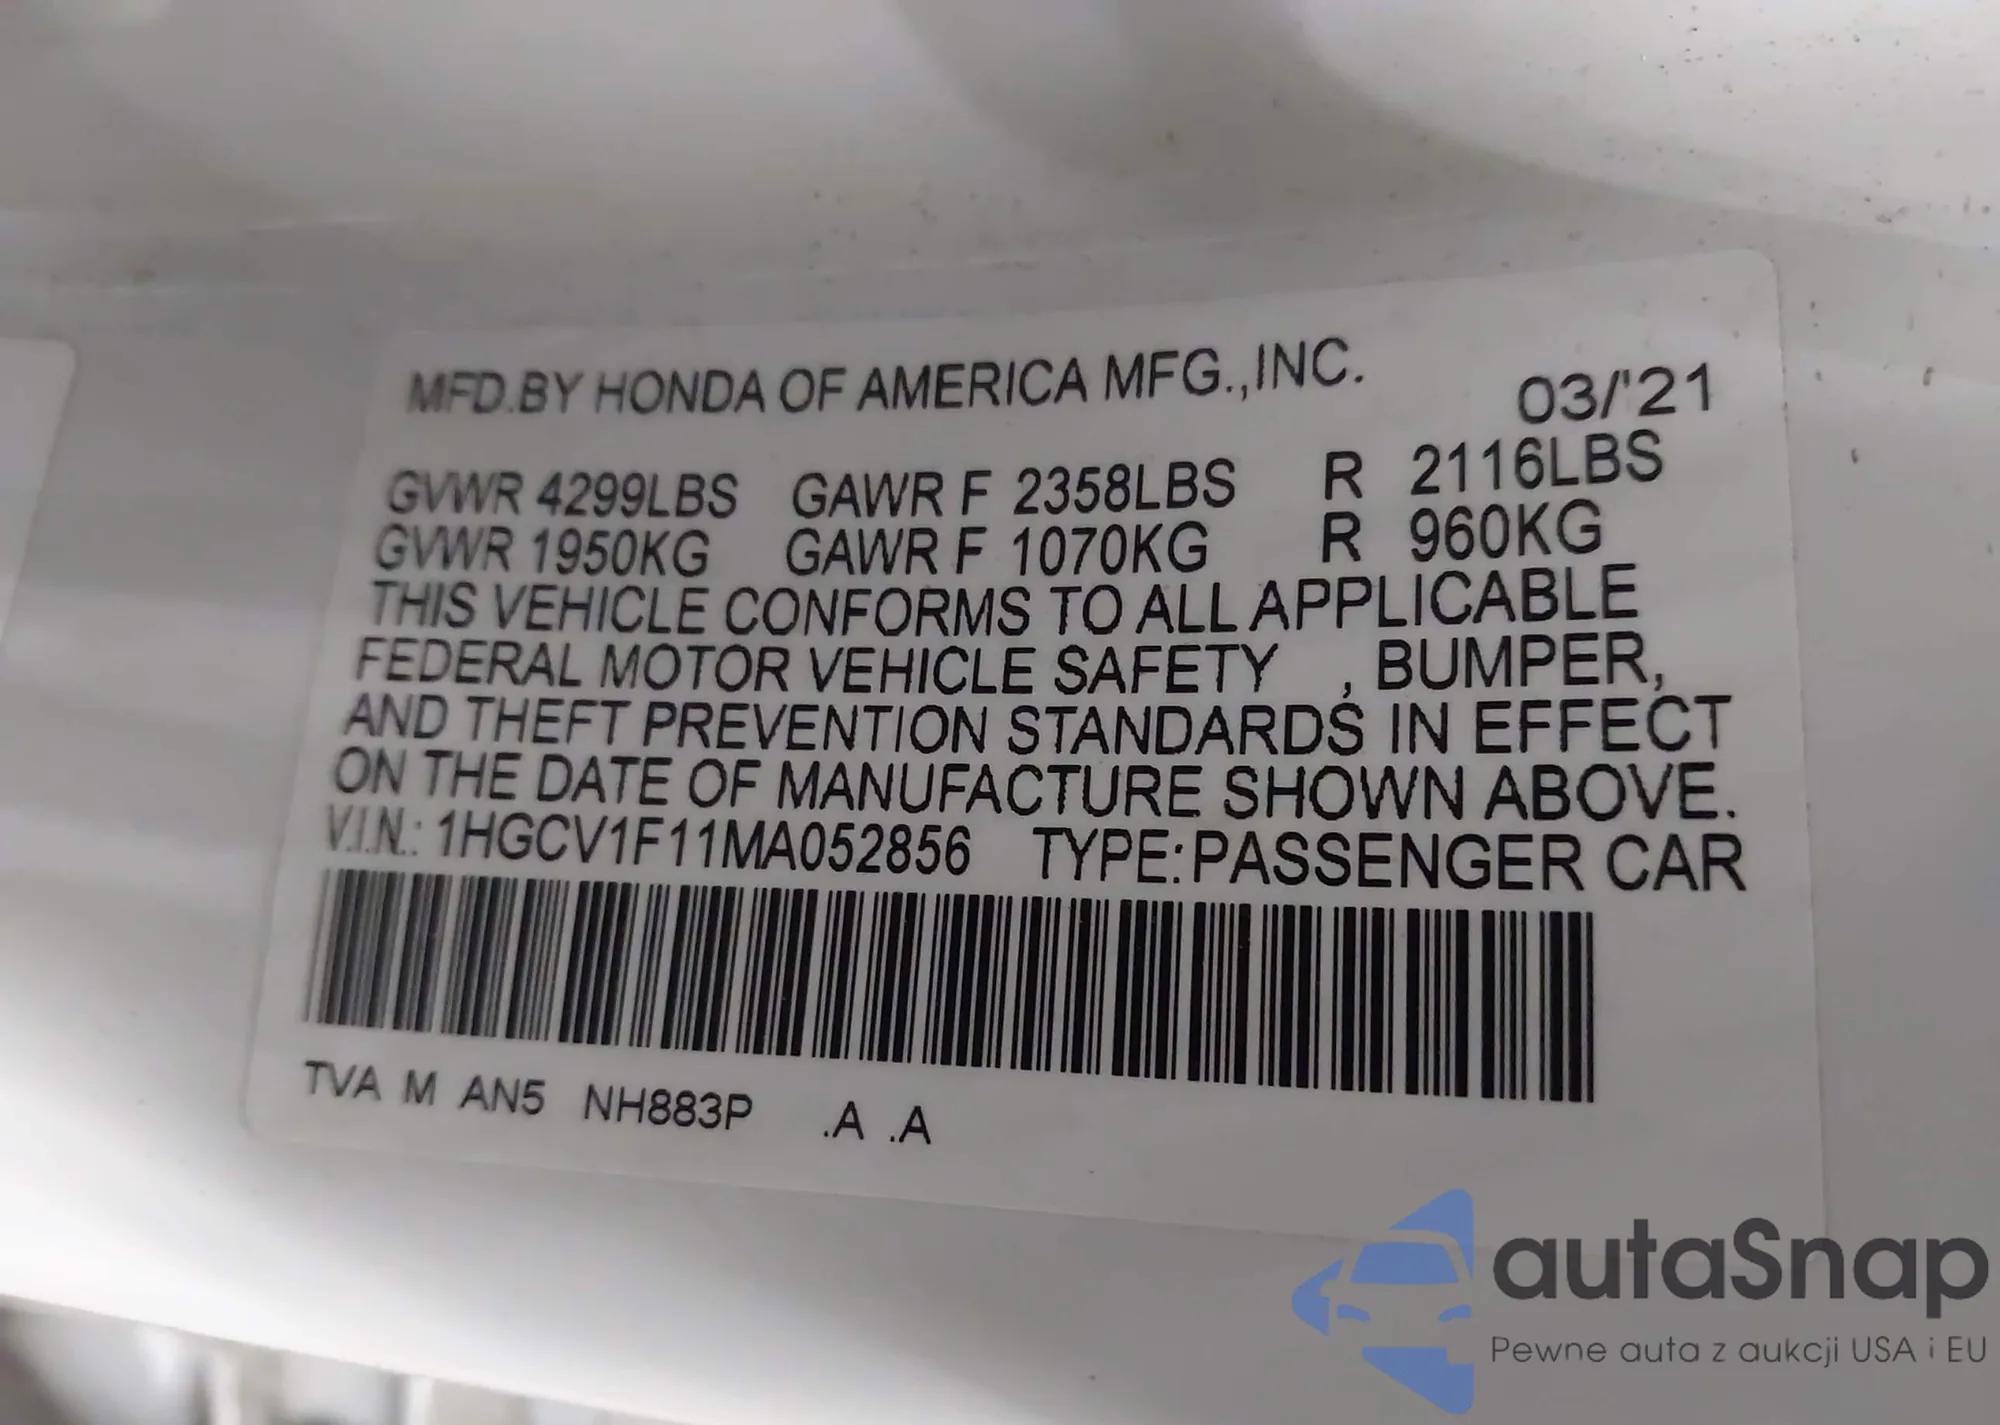 MFD.BY HONDA OF AMERICA MFG.,INC. 03/'21
GVWR 4299LBS GAWR F 2358LBS R 2116LBS
GVWR 1950KG GAWR F 1070KG R 960KG
THIS VEHICLE CONFORMS TO ALL APPLICABLE
FEDERAL MOTOR VEHICLE SAFETY , BUMPER,
AND THEFT PREVENTION STANDARDS IN EFFECT
ON THE DATE OF MANUFACTURE SHOWN ABOVE.
V.I.N.: 1HGCV1F11MA052856 TYPE:PASSENGER CAR
TVA M AN5 NH883P .A .A
autaSnap
Pewne auta z aukcji USA i EU